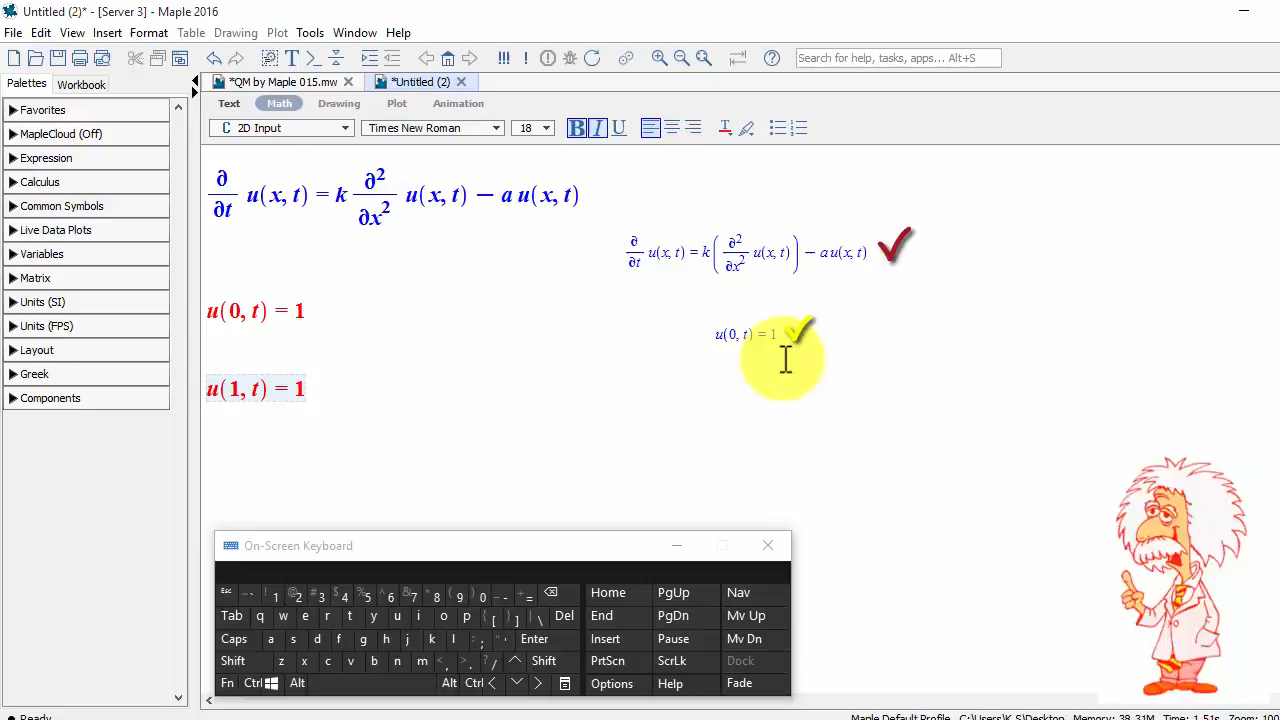 Untitled (2)* - [Server 3] - Maple 2016
File Edit View Insert Format Table Drawing Plot Tools Window Help
Search for help, tasks, apps... Alt+S
Palettes Workbook
*QM by Maple 015.mw *Untitled (2)
Favorites
MapleCloud (Off)
Expression
Calculus
Common Symbols
Live Data Plots
Variables
Matrix
Units (SI)
Units (FPS)
Layout
Greek
Components
Text Math Drawing Plot Animation
C 2D Input Times New Roman 18 B I U
∂/∂t u(x, t) = k ∂²/∂x² u(x, t) − a u(x, t)
∂/∂t u(x, t) = k (∂²/∂x² u(x, t)) − a u(x, t)
u(0, t) = 1
u(0, t) = 1
u(1, t) = 1
On-Screen Keyboard
Esc ~` !1 @2 #3 $4 %5 ^6 &7 *8 (9 )0 _- += Home PgUp Nav
Tab q w e r t y u i o p {[ }] |\ Del End PgDn Mv Up
Caps a s d f g h j k l :; "' Enter Insert Pause Mv Dn
Shift z x c v b n m <, >. ?/ Shift PrtScn ScrLk Dock
Fn Ctrl Alt Alt Ctrl Options Help Fade
Ready
Maple Default Profile
Memory: 38.31M Time: 1.51s